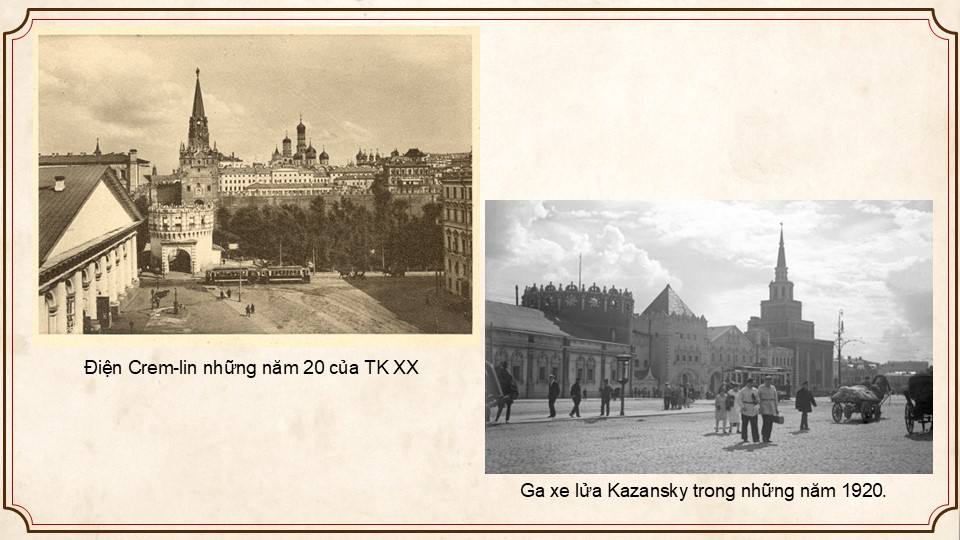 Điện Crem-lin những năm 20 của TK XX
Ga xe lửa Kazansky trong những năm 1920.